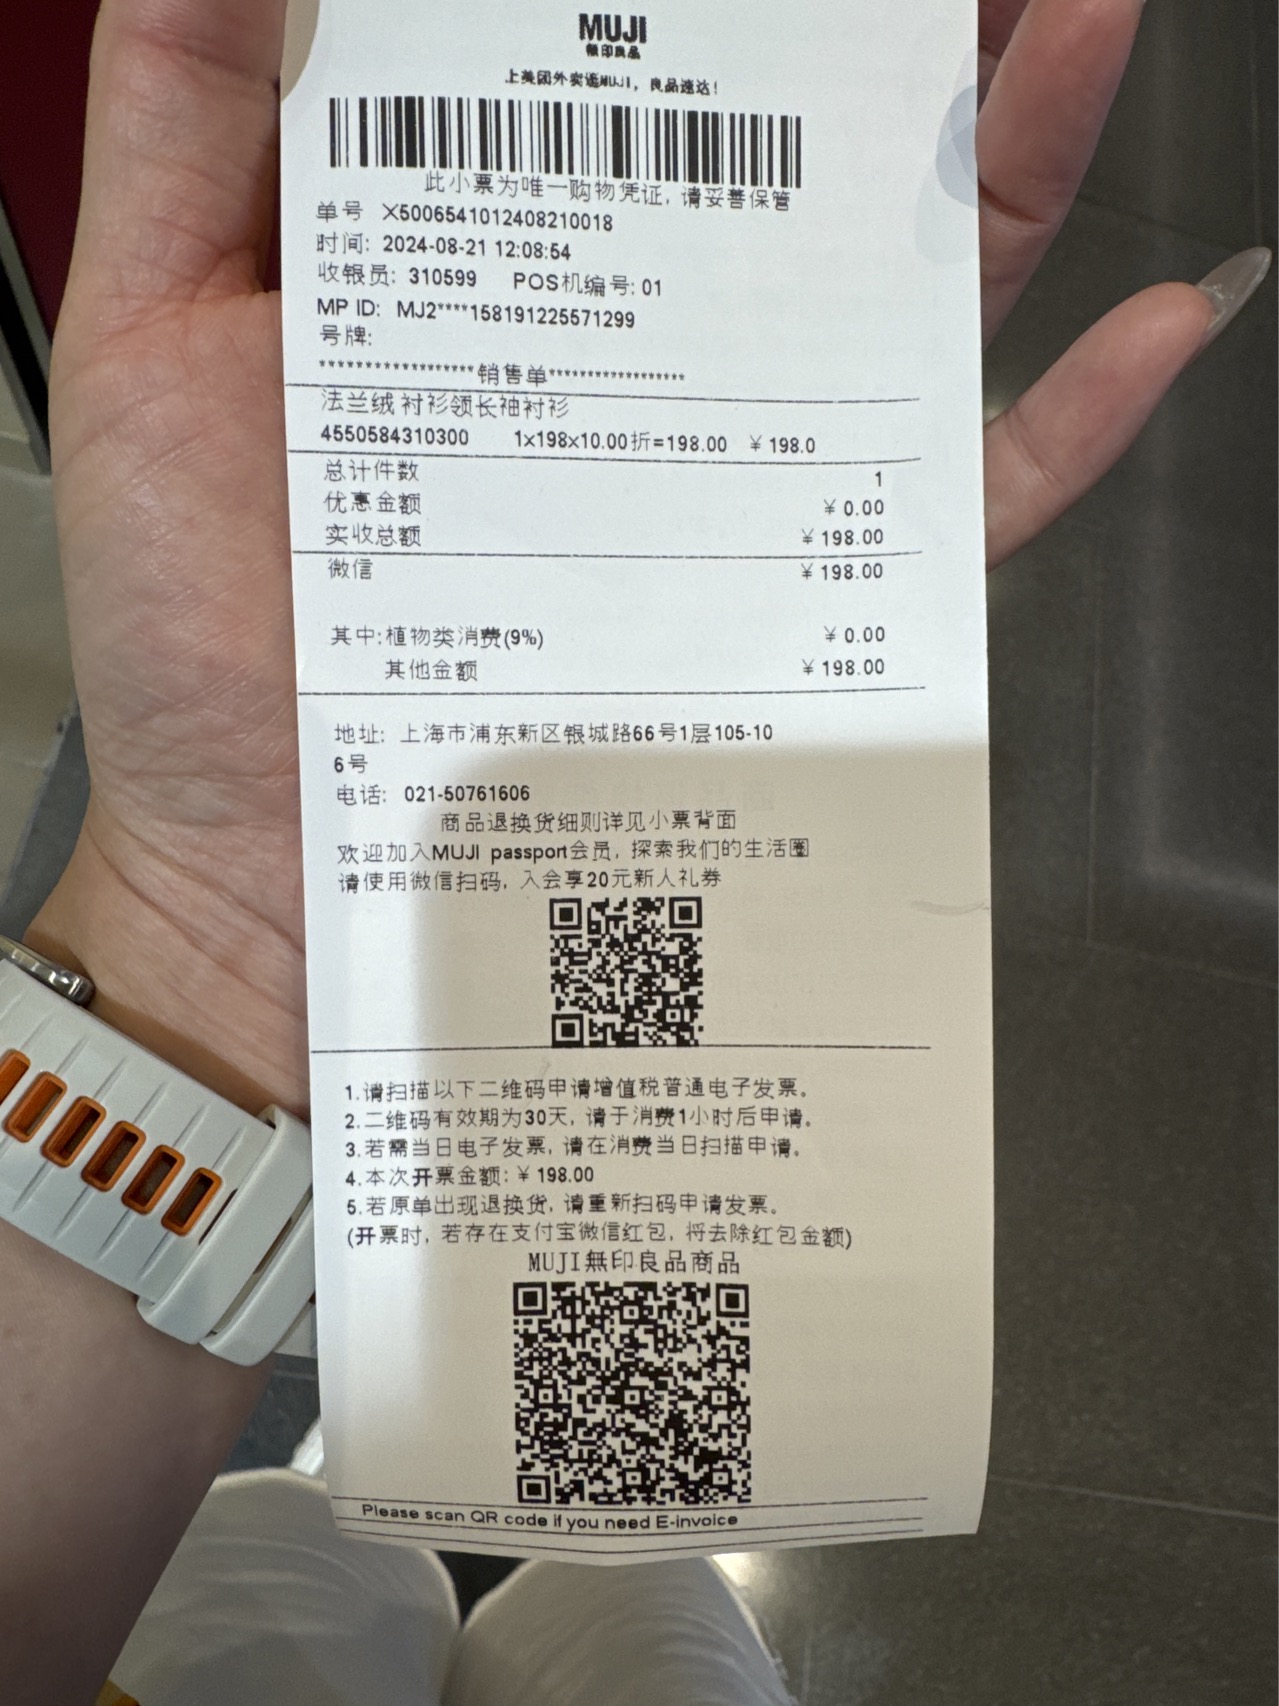 MUJI
無印良品
上美团外卖逛MUJI，良品速达！
此小票为唯一购物凭证, 请妥善保管
单号 X5006541012408210018
时间: 2024-08-21 12:08:54
收银员: 310599 POS机编号: 01
MP ID: MJ2****158191225571299
号牌:
******************销售单******************
法兰绒 衬衫领长袖衬衫
4550584310300 1x198x10.00折=198.00 ¥ 198.0
总计件数 1
优惠金额 ¥ 0.00
实收总额 ¥ 198.00
微信 ¥ 198.00
其中:植物类消费(9%) ¥ 0.00
其他金额 ¥ 198.00
地址: 上海市浦东新区银城路66号1层105-10
6号
电话: 021-50761606
商品退换货细则详见小票背面
欢迎加入MUJI passport会员, 探索我们的生活圈
请使用微信扫码, 入会享20元新人礼券
1.请扫描以下二维码申请增值税普通电子发票。
2.二维码有效期为30天, 请于消费1小时后申请。
3.若需当日电子发票, 请在消费当日扫描申请。
4.本次开票金额: ¥ 198.00
5.若原单出现退换货, 请重新扫码申请发票。
(开票时, 若存在支付宝微信红包, 将去除红包金额)
MUJI無印良品商品
Please scan QR code if you need E-invoice